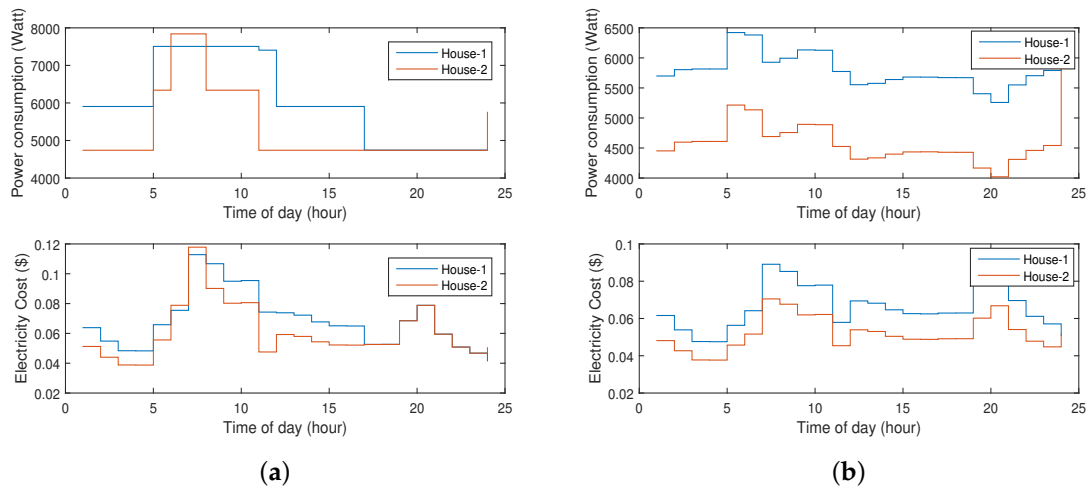 Power consumption (Watt)
8000
7000
6000
5000
4000
0
5
10
15
20
25
Time of day (hour)
House-1
House-2
Electricity Cost ($)
0.12
0.1
0.08
0.06
0.04
0.02
0
5
10
15
20
25
Time of day (hour)
House-1
House-2
(a)
Power consumption (Watt)
6500
6000
5500
5000
4500
4000
0
5
10
15
20
25
Time of day (hour)
House-1
House-2
Electricity Cost ($)
0.1
0.08
0.06
0.04
0.02
0
5
10
15
20
25
Time of day (hour)
House-1
House-2
(b)